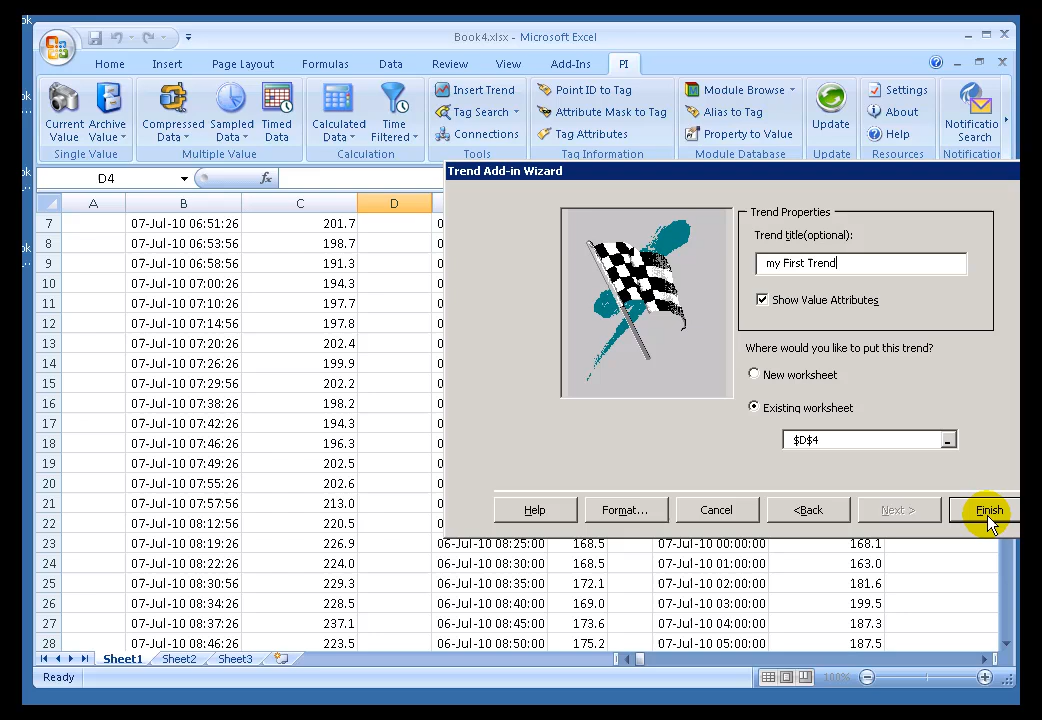 Book4.xlsx - Microsoft Excel
Home Insert Page Layout Formulas Data Review View Add-Ins PI
Current Value Archive Value Compressed Data Sampled Data Timed Data Calculated Data Time Filtered
Insert Trend
Tag Search
Connections
Point ID to Tag
Attribute Mask to Tag
Tag Attributes
Module Browse
Alias to Tag
Property to Value
Update
Settings
About
Help
Notificatio Search
Single Value Multiple Value Calculation Tools Tag Information Module Database Update Resources Notification
D4 fx
Trend Add-in Wizard
A B C D
7 07-Jul-10 06:51:26 201.7 0
8 07-Jul-10 06:53:56 198.7 0
9 07-Jul-10 06:58:56 191.3 0
10 07-Jul-10 07:00:26 194.3 0
11 07-Jul-10 07:10:26 197.7 0
12 07-Jul-10 07:14:56 197.8 0
13 07-Jul-10 07:20:26 202.4 0
14 07-Jul-10 07:26:26 199.9 0
15 07-Jul-10 07:29:56 202.2 0
16 07-Jul-10 07:38:26 198.2 0
17 07-Jul-10 07:42:26 194.3 0
18 07-Jul-10 07:46:26 196.3 0
19 07-Jul-10 07:49:26 202.5 0
20 07-Jul-10 07:55:26 202.6 0
21 07-Jul-10 07:57:56 213.0 0
22 07-Jul-10 08:12:56 220.5 0
23 07-Jul-10 08:19:26 226.9 06-Jul-10 08:25:00 168.5 07-Jul-10 00:00:00 168.1
24 07-Jul-10 08:22:26 224.0 06-Jul-10 08:30:00 168.5 07-Jul-10 01:00:00 163.0
25 07-Jul-10 08:30:56 229.3 06-Jul-10 08:35:00 172.1 07-Jul-10 02:00:00 181.6
26 07-Jul-10 08:34:26 228.5 06-Jul-10 08:40:00 169.0 07-Jul-10 03:00:00 199.5
27 07-Jul-10 08:37:26 237.1 06-Jul-10 08:45:00 173.6 07-Jul-10 04:00:00 187.3
28 07-Jul-10 08:46:26 223.5 06-Jul-10 08:50:00 175.2 07-Jul-10 05:00:00 187.5
Trend Properties
Trend title(optional):
my First Trend
Show Value Attributes
Where would you like to put this trend?
New worksheet
Existing worksheet
$D$4
Help Format... Cancel <Back Next > Finish
Sheet1 Sheet2 Sheet3
Ready 100%